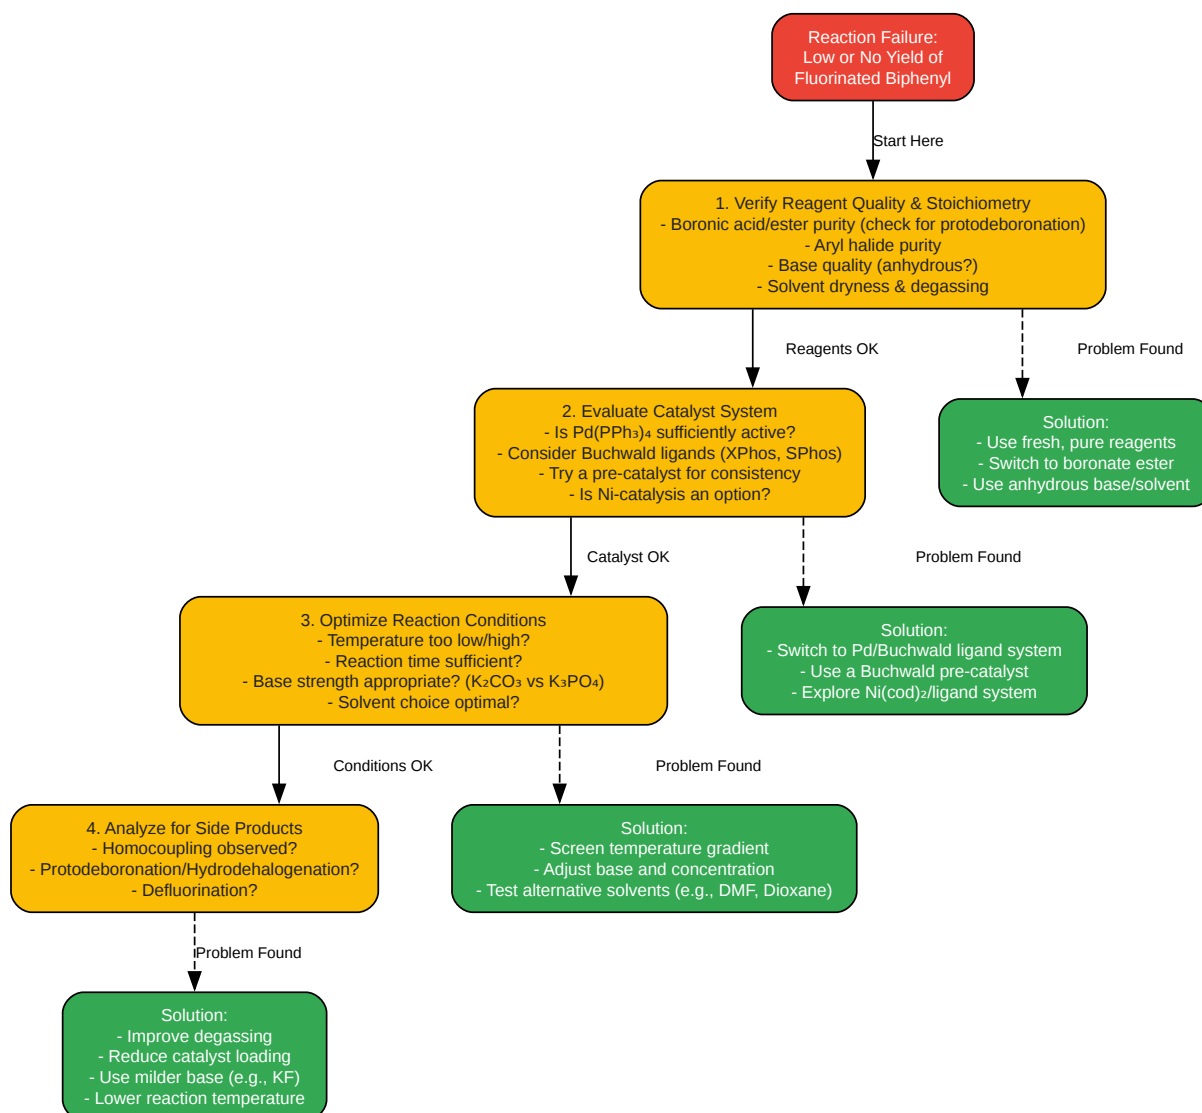 Reaction Failure:
Low or No Yield of
Fluorinated Biphenyl
Start Here
1. Verify Reagent Quality & Stoichiometry
- Boronic acid/ester purity (check for protodeboronation)
- Aryl halide purity
- Base quality (anhydrous?)
- Solvent dryness & degassing
Reagents OK
Problem Found
2. Evaluate Catalyst System
- Is Pd(PPh₃)₄ sufficiently active?
- Consider Buchwald ligands (XPhos, SPhos)
- Try a pre-catalyst for consistency
- Is Ni-catalysis an option?
Solution:
- Use fresh, pure reagents
- Switch to boronate ester
- Use anhydrous base/solvent
Catalyst OK
Problem Found
3. Optimize Reaction Conditions
- Temperature too low/high?
- Reaction time sufficient?
- Base strength appropriate? (K₂CO₃ vs K₃PO₄)
- Solvent choice optimal?
Solution:
- Switch to Pd/Buchwald ligand system
- Use a Buchwald pre-catalyst
- Explore Ni(cod)₂/ligand system
Conditions OK
Problem Found
4. Analyze for Side Products
- Homocoupling observed?
- Protodeboronation/Hydrodehalogenation?
- Defluorination?
Solution:
- Screen temperature gradient
- Adjust base and concentration
- Test alternative solvents (e.g., DMF, Dioxane)
Problem Found
Solution:
- Improve degassing
- Reduce catalyst loading
- Use milder base (e.g., KF)
- Lower reaction temperature